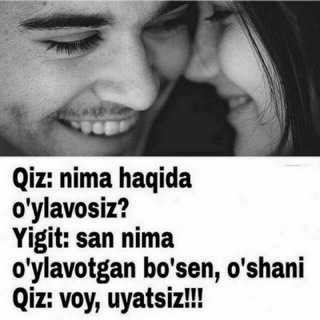 Qiz: nima haqida
o'ylavosiz?
Yigit: san nima
o'ylavotgan bo'sen, o'shani
Qiz: voy, uyatsiz!!!